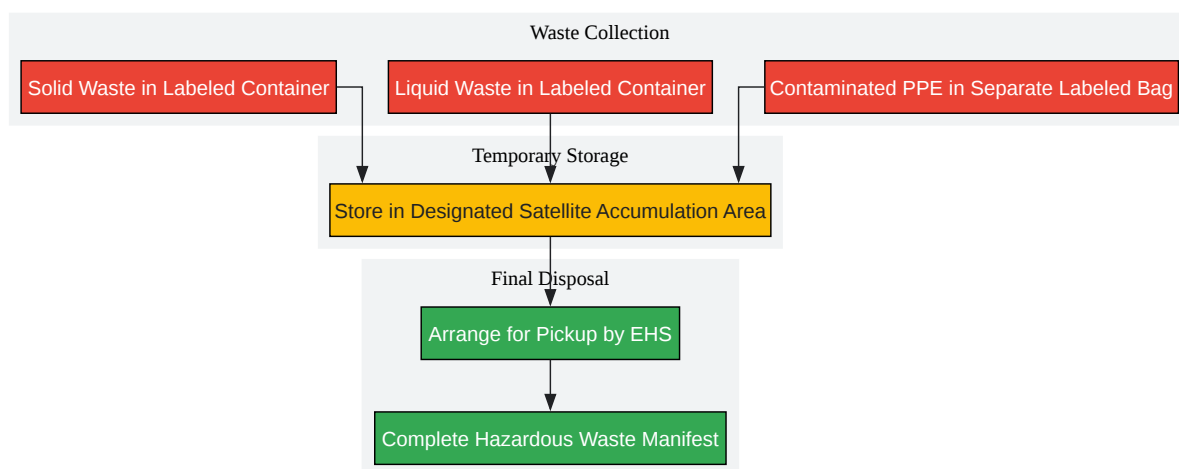 Waste Collection
Solid Waste in Labeled Container
Liquid Waste in Labeled Container
Contaminated PPE in Separate Labeled Bag
Temporary Storage
Store in Designated Satellite Accumulation Area
Final Disposal
Arrange for Pickup by EHS
Complete Hazardous Waste Manifest